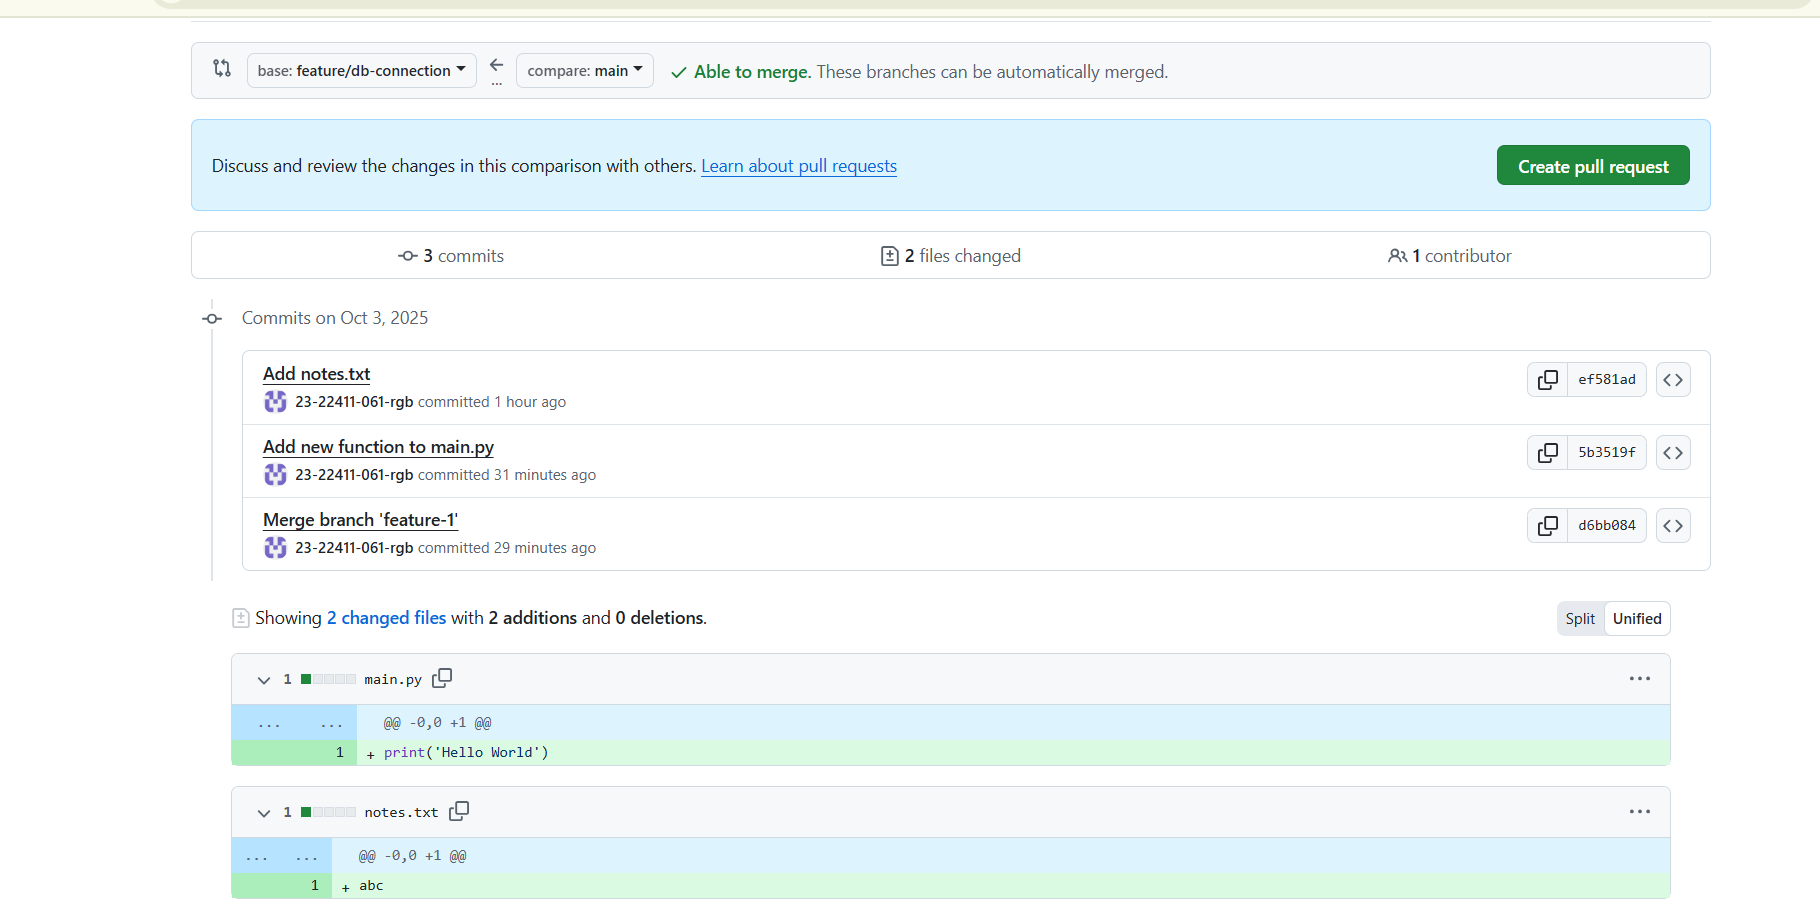 base: feature/db-connection ... compare: main Able to merge. These branches can be automatically merged.
Discuss and review the changes in this comparison with others. Learn about pull requests Create pull request
3 commits 2 files changed 1 contributor
Commits on Oct 3, 2025
Add notes.txt
23-22411-061-rgb committed 1 hour ago ef581ad
Add new function to main.py
23-22411-061-rgb committed 31 minutes ago 5b3519f
Merge branch 'feature-1'
23-22411-061-rgb committed 29 minutes ago d6bb084
Showing 2 changed files with 2 additions and 0 deletions. Split Unified
1 main.py
... ... @@ -0,0 +1 @@
1 + print('Hello World')
1 notes.txt
... ... @@ -0,0 +1 @@
1 + abc